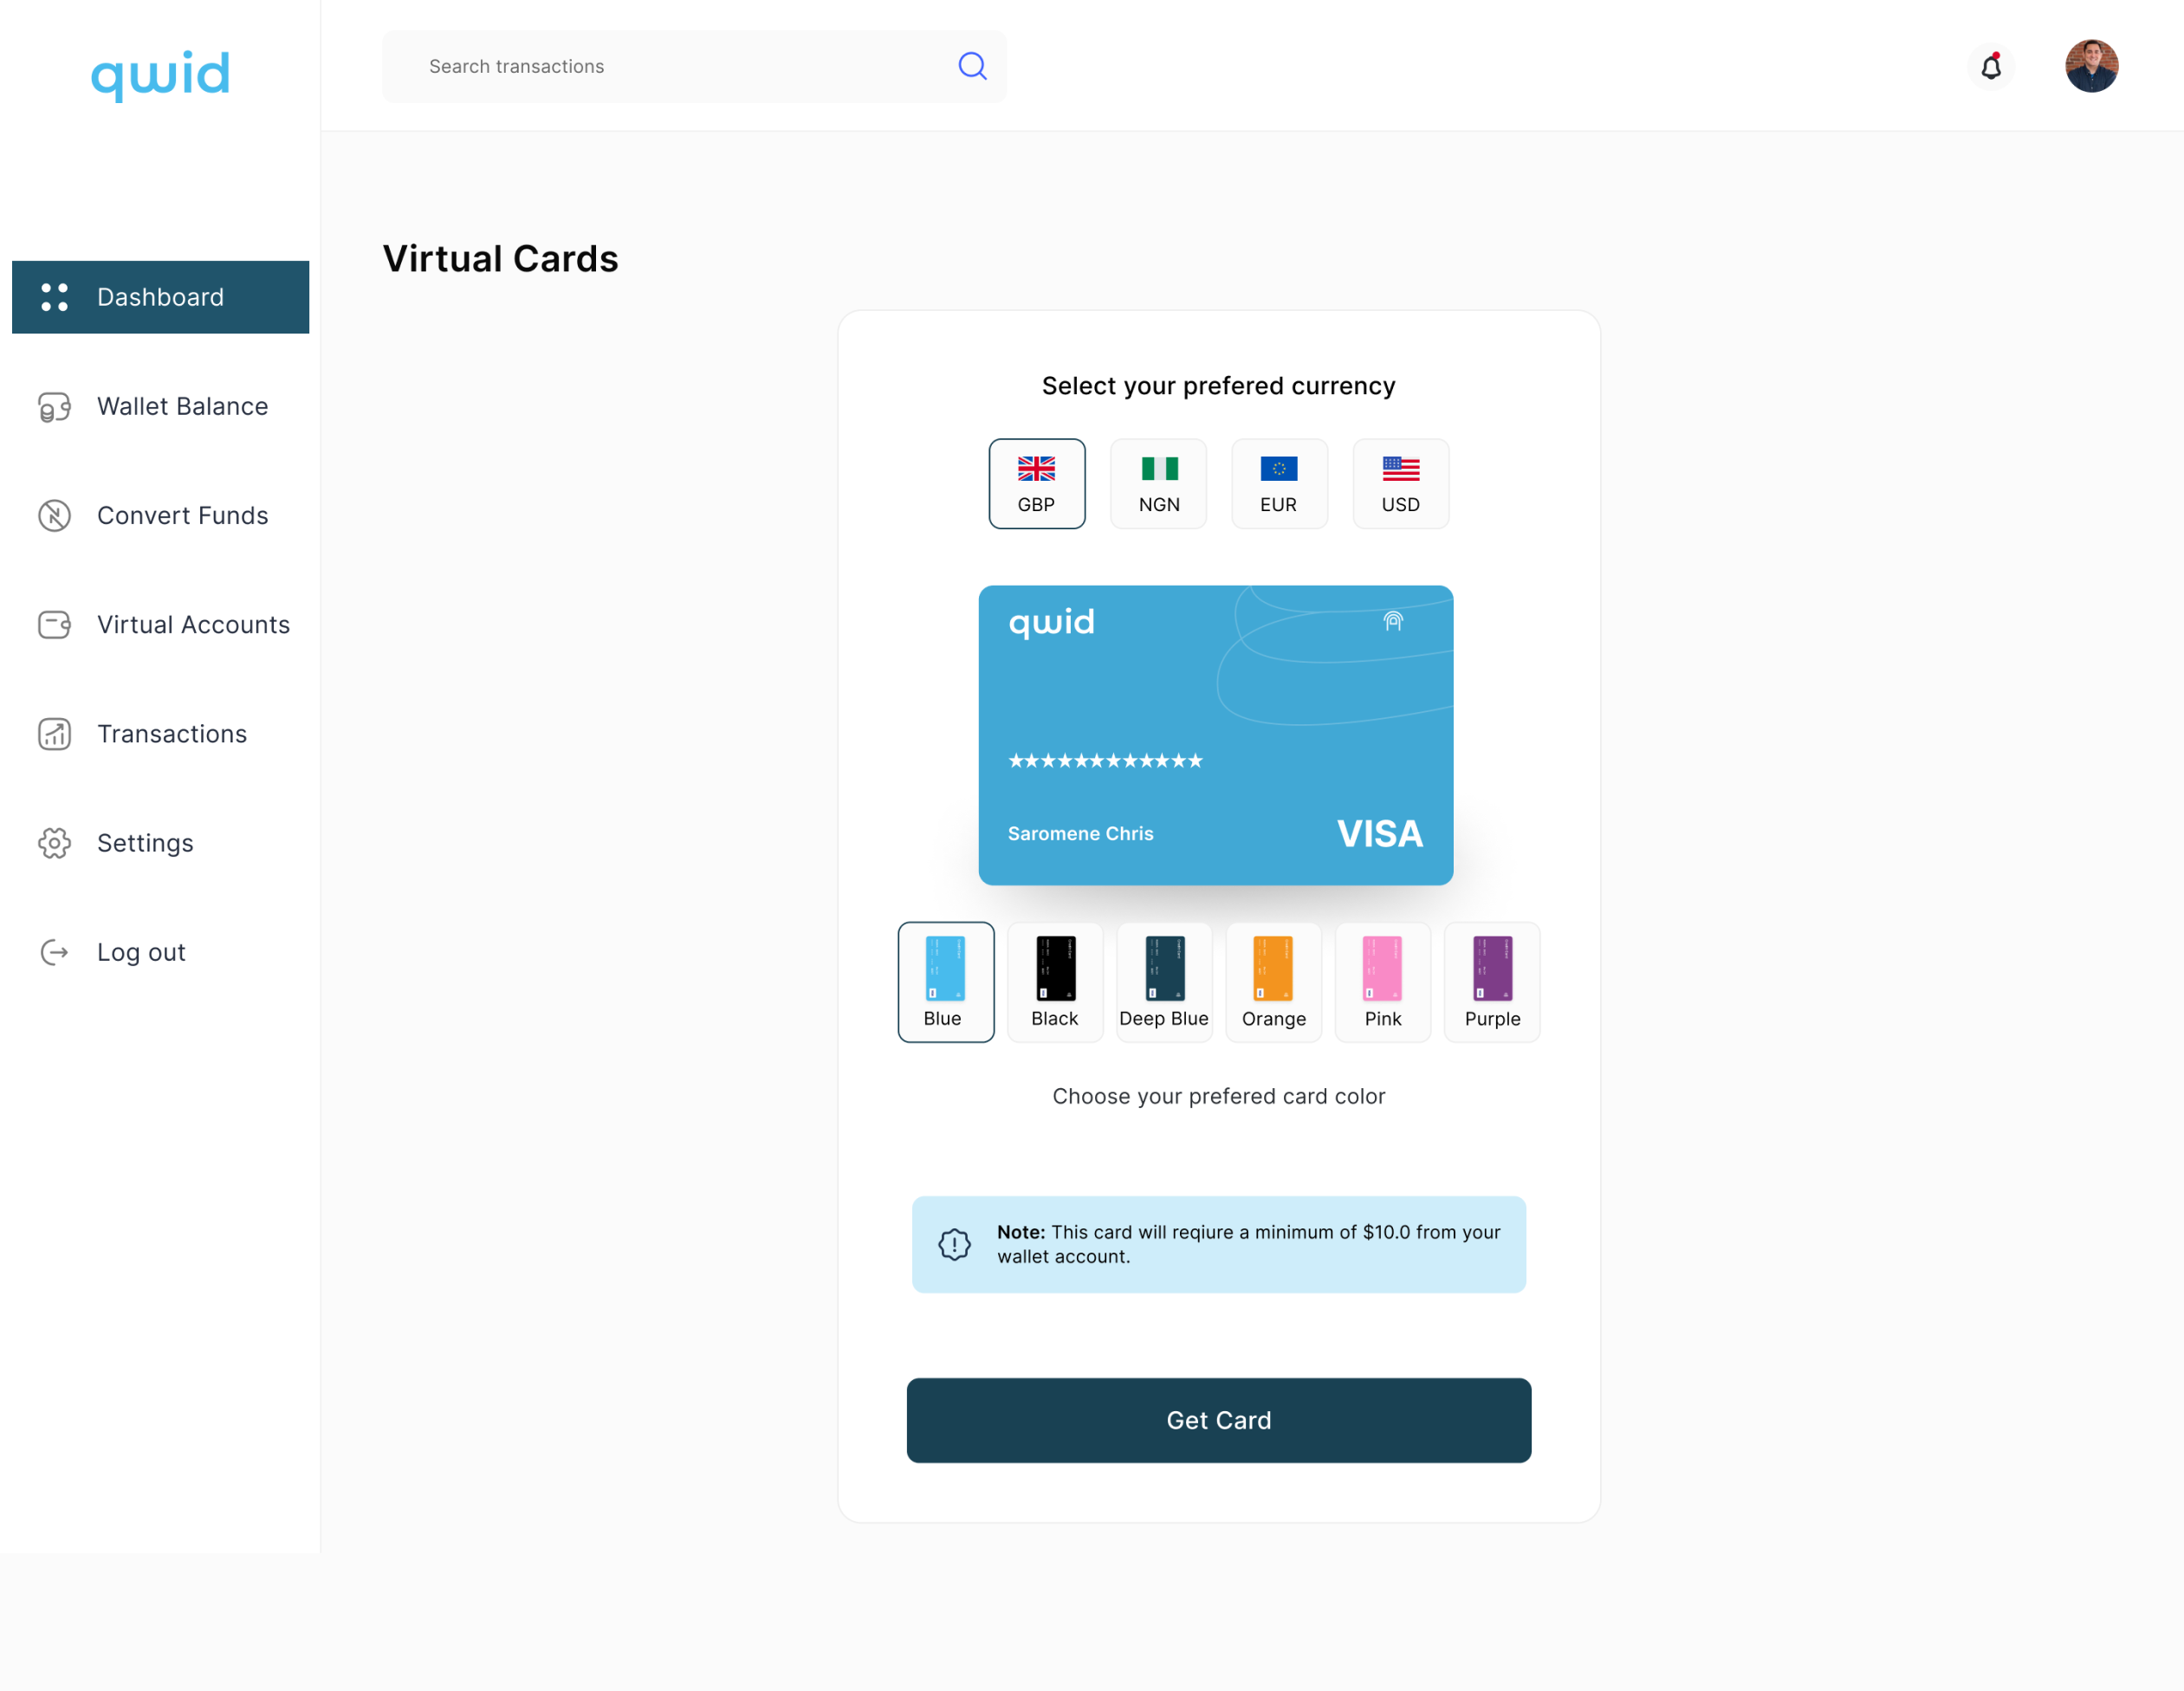 qwid
Search transactions
Dashboard
Wallet Balance
Convert Funds
Virtual Accounts
Transactions
Settings
Log out
Virtual Cards
Select your prefered currency
GBP
NGN
EUR
USD
qwid
★★★★★★★★★★★★
Saromene Chris
VISA
Blue
Black
Deep Blue
Orange
Pink
Purple
Choose your prefered card color
Note: This card will reqiure a minimum of $10.0 from your
wallet account.
Get Card